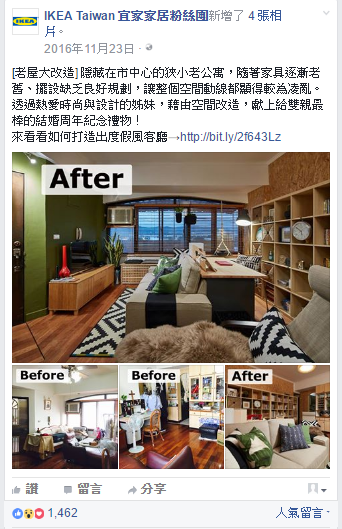 IKEA
IKEA Taiwan 宜家家居粉絲團新增了 4 張相
片。
2016年11月23日 ·
[老屋大改造] 隱藏在市中心的狹小老公寓，隨著家具逐漸老
舊、擺設缺乏良好規劃，讓整個空間動線都顯得較為凌亂。
透過熱愛時尚與設計的姊妹，藉由空間改造，獻上給雙親最
棒的結婚周年紀念禮物！
來看看如何打造出度假風客廳→http://bit.ly/2f643Lz
After
Before
Before
After
讚 留言 分享
1,462 人氣留言